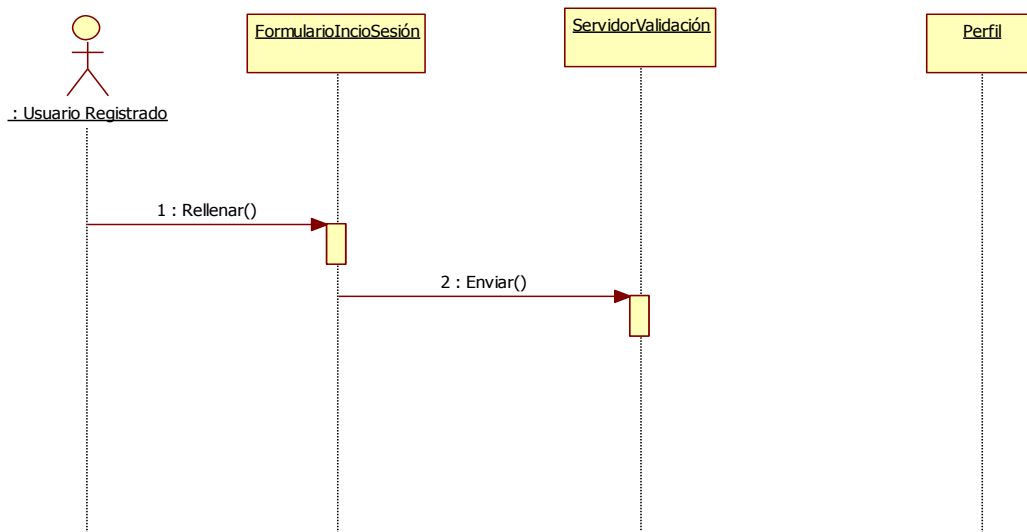 FormularioIncioSesión
ServidorValidación
Perfil
: Usuario Registrado
1 : Rellenar()
2 : Enviar()